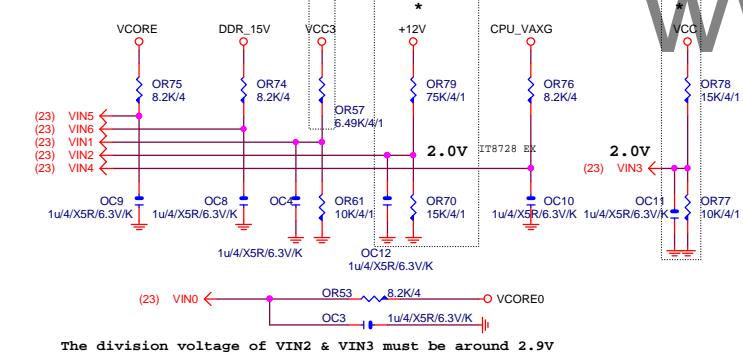 * *
VCORE DDR_15V VCC3 +12V CPU_VAXG VCC
OR75 8.2K/4
OR74 8.2K/4
OR57 6.49K/4/1
OR79 75K/4/1
OR76 8.2K/4
OR78 15K/4/1
(23) VIN5
(23) VIN6
(23) VIN1
(23) VIN2
(23) VIN4
2.0V
IT8728 EX
2.0V
(23) VIN3
OC9 1u/4/X5R/6.3V/K
OC8 1u/4/X5R/6.3V/K
OC4
1u/4/X5R/6.3V/K
OR61 10K/4/1
OC12 1u/4/X5R/6.3V/K
OR70 15K/4/1
OC10 1u/4/X5R/6.3V/K
OC11 1u/4/X5R/6.3V/K
OR77 10K/4/1
(23) VIN0
OR53 8.2K/4
VCORE0
OC3 1u/4/X5R/6.3V/K
The division voltage of VIN2 & VIN3 must be around 2.9V